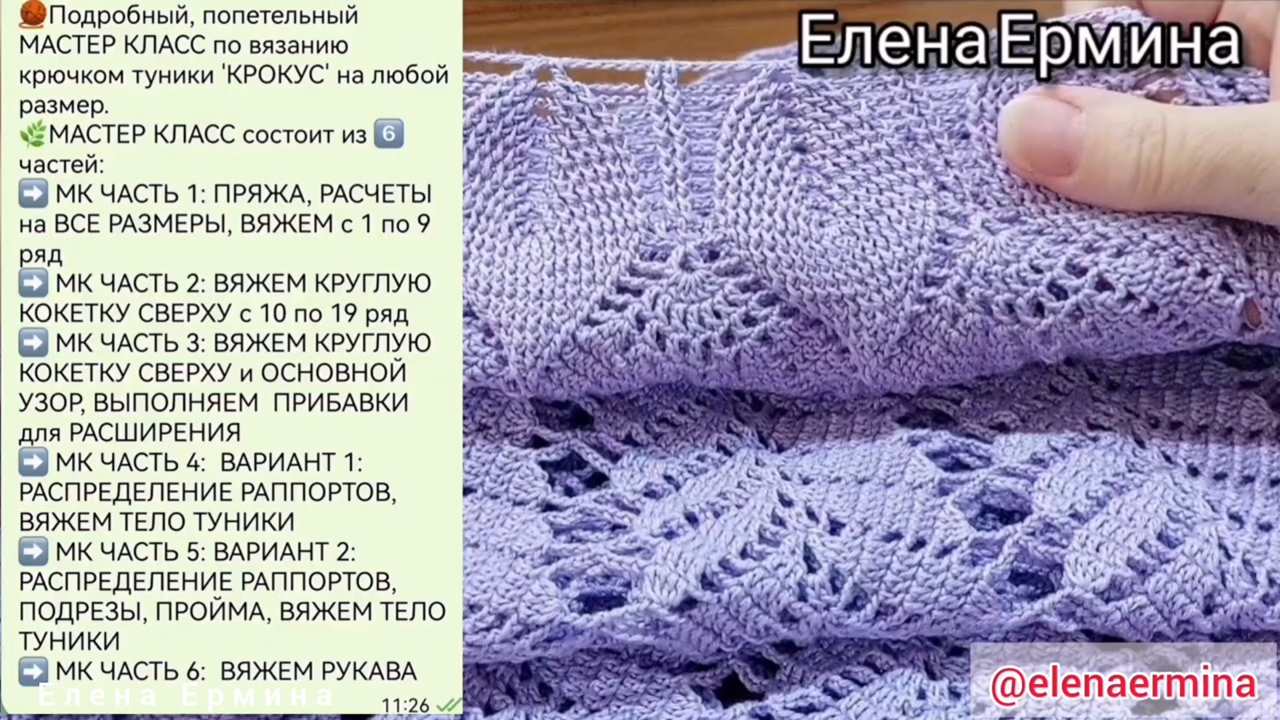 🧶Подробный, попетельный
МАСТЕР КЛАСС по вязанию
крючком туники 'КРОКУС' на любой
размер.
🌿МАСТЕР КЛАСС состоит из 6️⃣
частей:
➡️ МК ЧАСТЬ 1: ПРЯЖА, РАСЧЕТЫ
на ВСЕ РАЗМЕРЫ, ВЯЖЕМ с 1 по 9
ряд
➡️ МК ЧАСТЬ 2: ВЯЖЕМ КРУГЛУЮ
КОКЕТКУ СВЕРХУ с 10 по 19 ряд
➡️ МК ЧАСТЬ 3: ВЯЖЕМ КРУГЛУЮ
КОКЕТКУ СВЕРХУ и ОСНОВНОЙ
УЗОР, ВЫПОЛНЯЕМ ПРИБАВКИ
для РАСШИРЕНИЯ
➡️ МК ЧАСТЬ 4: ВАРИАНТ 1:
РАСПРЕДЕЛЕНИЕ РАППОРТОВ,
ВЯЖЕМ ТЕЛО ТУНИКИ
➡️ МК ЧАСТЬ 5: ВАРИАНТ 2:
РАСПРЕДЕЛЕНИЕ РАППОРТОВ,
ПОДРЕЗЫ, ПРОЙМА, ВЯЖЕМ ТЕЛО
ТУНИКИ
➡️ МК ЧАСТЬ 6: ВЯЖЕМ РУКАВА
Елена Ермина
11:26
Елена Ермина
@elenaermina